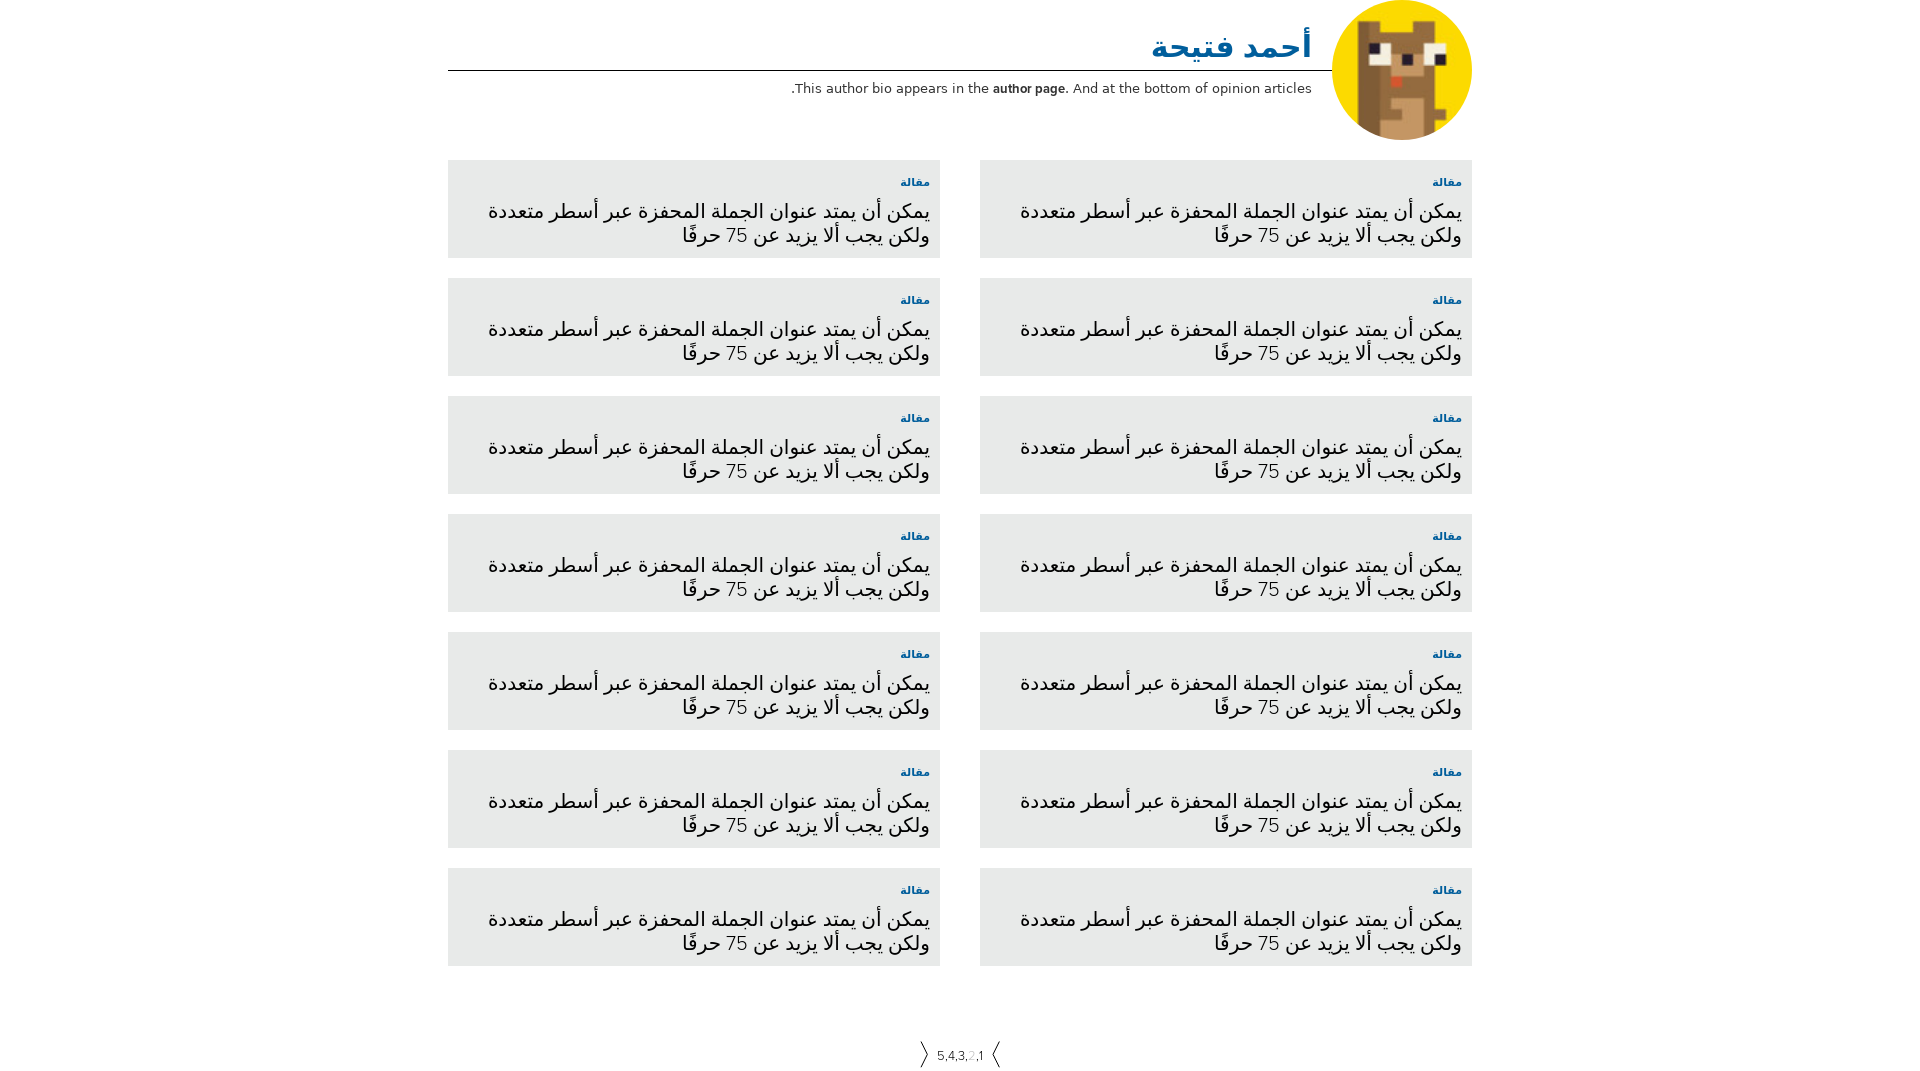 أحمد فتيحة
This author bio appears in the author page. And at the bottom of opinion articles.
مقالة
يمكن أن يمتد عنوان الجملة المحفزة عبر أسطر متعددة
ولكن يجب ألا يزيد عن 75 حرفًا
مقالة
يمكن أن يمتد عنوان الجملة المحفزة عبر أسطر متعددة
ولكن يجب ألا يزيد عن 75 حرفًا
مقالة
يمكن أن يمتد عنوان الجملة المحفزة عبر أسطر متعددة
ولكن يجب ألا يزيد عن 75 حرفًا
مقالة
يمكن أن يمتد عنوان الجملة المحفزة عبر أسطر متعددة
ولكن يجب ألا يزيد عن 75 حرفًا
مقالة
يمكن أن يمتد عنوان الجملة المحفزة عبر أسطر متعددة
ولكن يجب ألا يزيد عن 75 حرفًا
مقالة
يمكن أن يمتد عنوان الجملة المحفزة عبر أسطر متعددة
ولكن يجب ألا يزيد عن 75 حرفًا
مقالة
يمكن أن يمتد عنوان الجملة المحفزة عبر أسطر متعددة
ولكن يجب ألا يزيد عن 75 حرفًا
مقالة
يمكن أن يمتد عنوان الجملة المحفزة عبر أسطر متعددة
ولكن يجب ألا يزيد عن 75 حرفًا
مقالة
يمكن أن يمتد عنوان الجملة المحفزة عبر أسطر متعددة
ولكن يجب ألا يزيد عن 75 حرفًا
مقالة
يمكن أن يمتد عنوان الجملة المحفزة عبر أسطر متعددة
ولكن يجب ألا يزيد عن 75 حرفًا
مقالة
يمكن أن يمتد عنوان الجملة المحفزة عبر أسطر متعددة
ولكن يجب ألا يزيد عن 75 حرفًا
مقالة
يمكن أن يمتد عنوان الجملة المحفزة عبر أسطر متعددة
ولكن يجب ألا يزيد عن 75 حرفًا
مقالة
يمكن أن يمتد عنوان الجملة المحفزة عبر أسطر متعددة
ولكن يجب ألا يزيد عن 75 حرفًا
مقالة
يمكن أن يمتد عنوان الجملة المحفزة عبر أسطر متعددة
ولكن يجب ألا يزيد عن 75 حرفًا
1,2,3,4,5